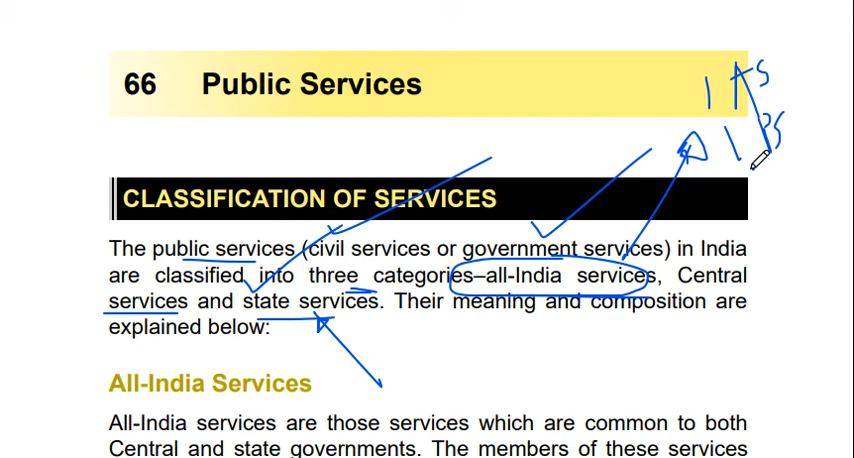 66 Public Services
IAS
IPS
CLASSIFICATION OF SERVICES
The public services (civil services or government services) in India
are classified into three categories–all-India services, Central
services and state services. Their meaning and composition are
explained below:
All-India Services
All-India services are those services which are common to both
Central and state governments. The members of these services